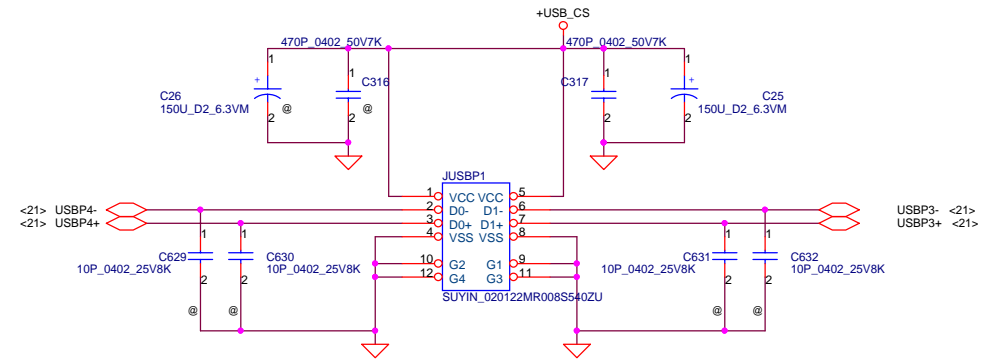 +USB_CS
470P_0402_50V7K
470P_0402_50V7K
1
1
1
1
+
+
C26
150U_D2_6.3VM
C316
C317
C25
150U_D2_6.3VM
2
@
2
@
2
2
JUSBP1
1 VCC VCC 5
<21> USBP4- 2 D0- D1- 6 USBP3- <21>
<21> USBP4+ 3 D0+ D1+ 7 USBP3+ <21>
4 VSS VSS 8
1
1
1
1
C629
10P_0402_25V8K
C630
10P_0402_25V8K
10 G2 G1 9
12 G4 G3 11
C631
10P_0402_25V8K
C632
10P_0402_25V8K
2
2
2
2
SUYIN_020122MR008S540ZU
@
@
@
@